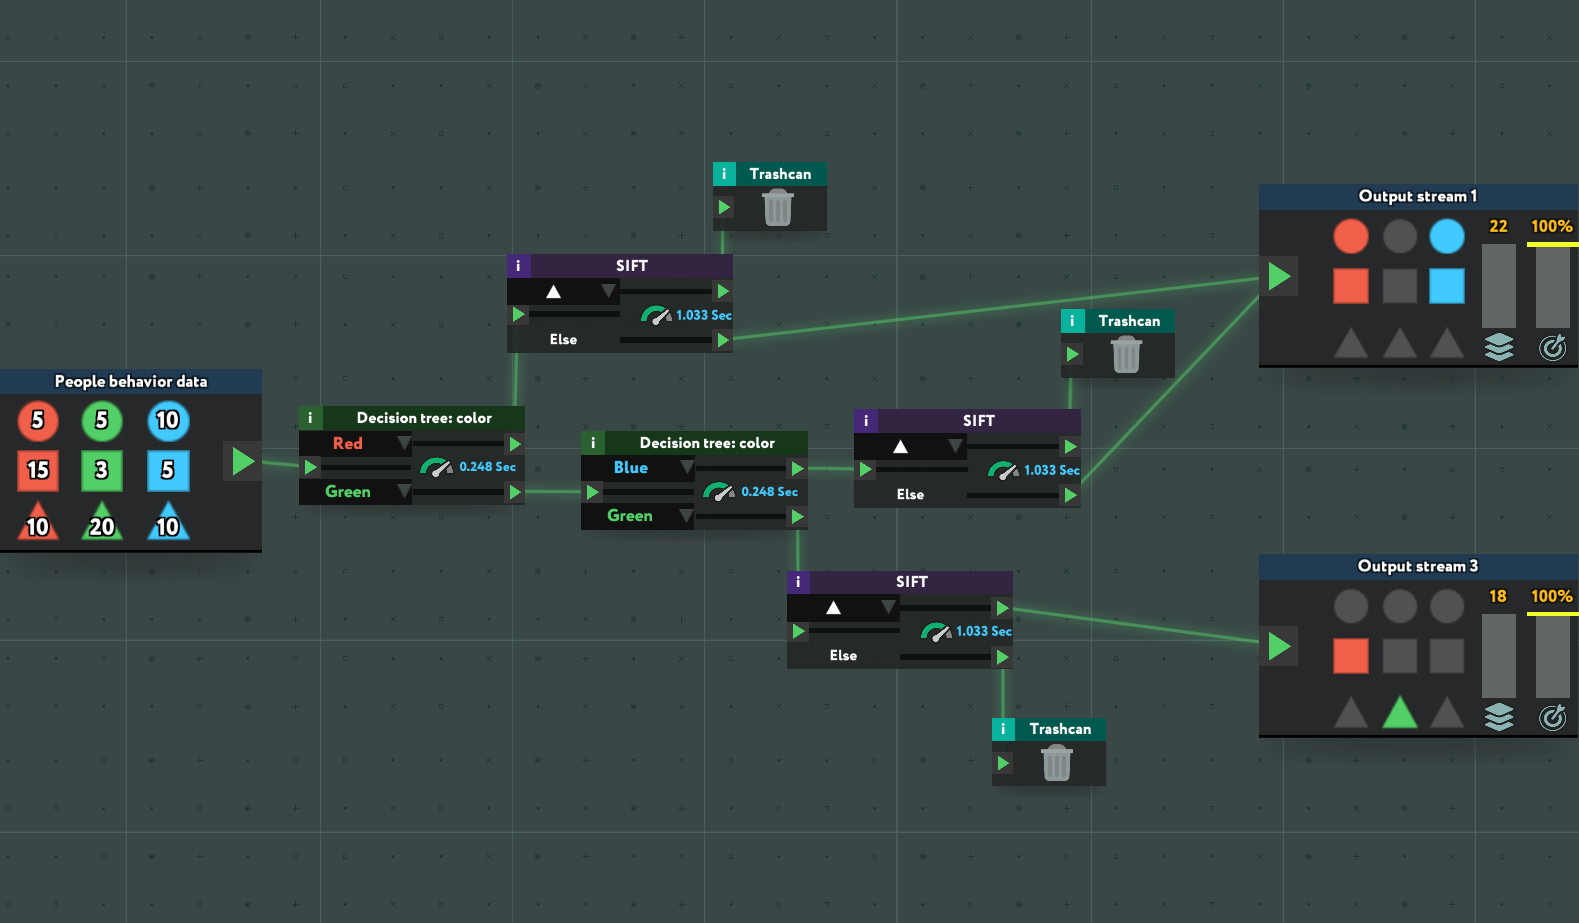 i Trashcan
Output stream 1
22 100%
i SIFT
1.033 Sec
Else
i Trashcan
People behavior data
5 5 10
15 3 5
10 20 10
i Decision tree: color
Red
0.248 Sec
Green
i Decision tree: color
Blue
0.248 Sec
Green
i SIFT
1.033 Sec
Else
i SIFT
1.033 Sec
Else
Output stream 3
18 100%
i Trashcan